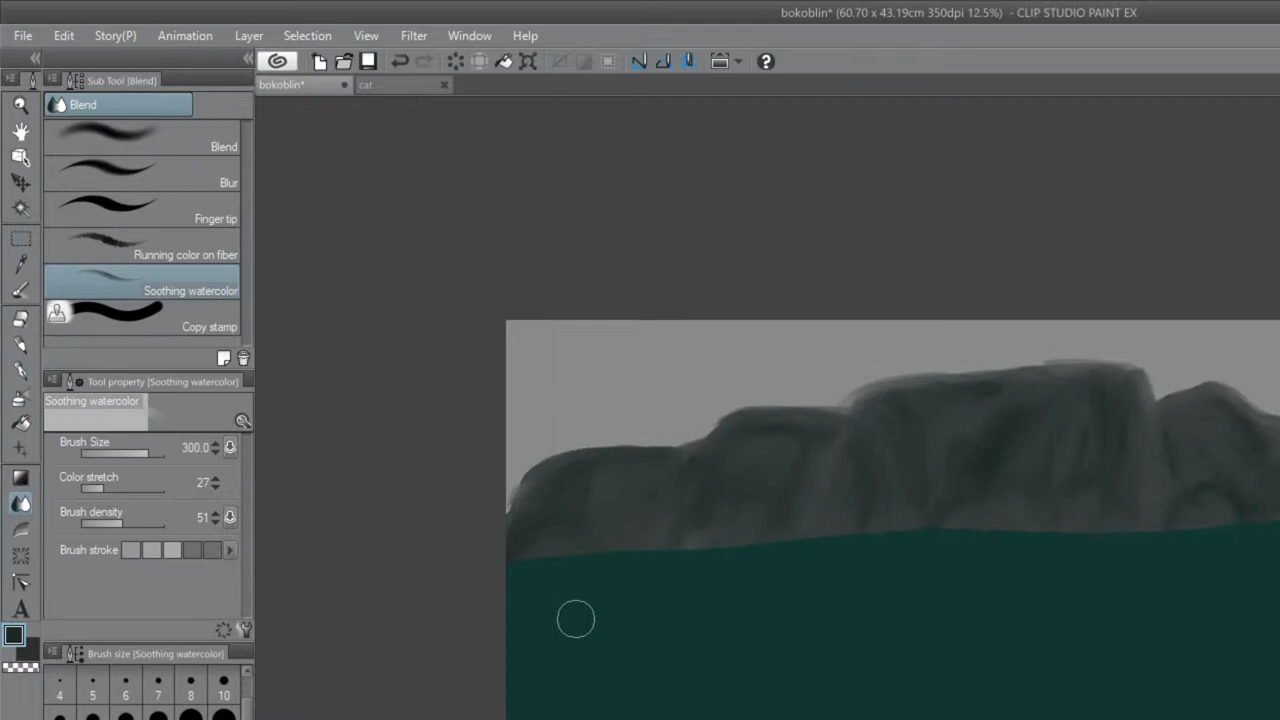 bokoblin* (60.70 x 43.19cm 350dpi 12.5%) - CLIP STUDIO PAINT EX
File Edit Story(P) Animation Layer Selection View Filter Window Help
Sub Tool [Blend]
bokoblin*
cat
Blend
Blend
Blur
Finger tip
Running color on fiber
Soothing watercolor
Copy stamp
Tool property [Soothing watercolor]
Soothing watercolor
Brush Size 300.0
Color stretch 27
Brush density 51
Brush stroke
A
Brush size [Soothing watercolor]
4 5 6 7 8 10